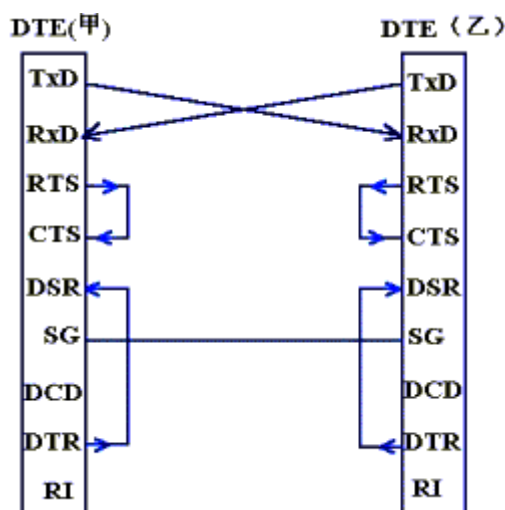 DTE(甲)
TxD
RxD
RTS
CTS
DSR
SG
DCD
DTR
RI
DTE（乙）
TxD
RxD
RTS
CTS
DSR
SG
DCD
DTR
RI